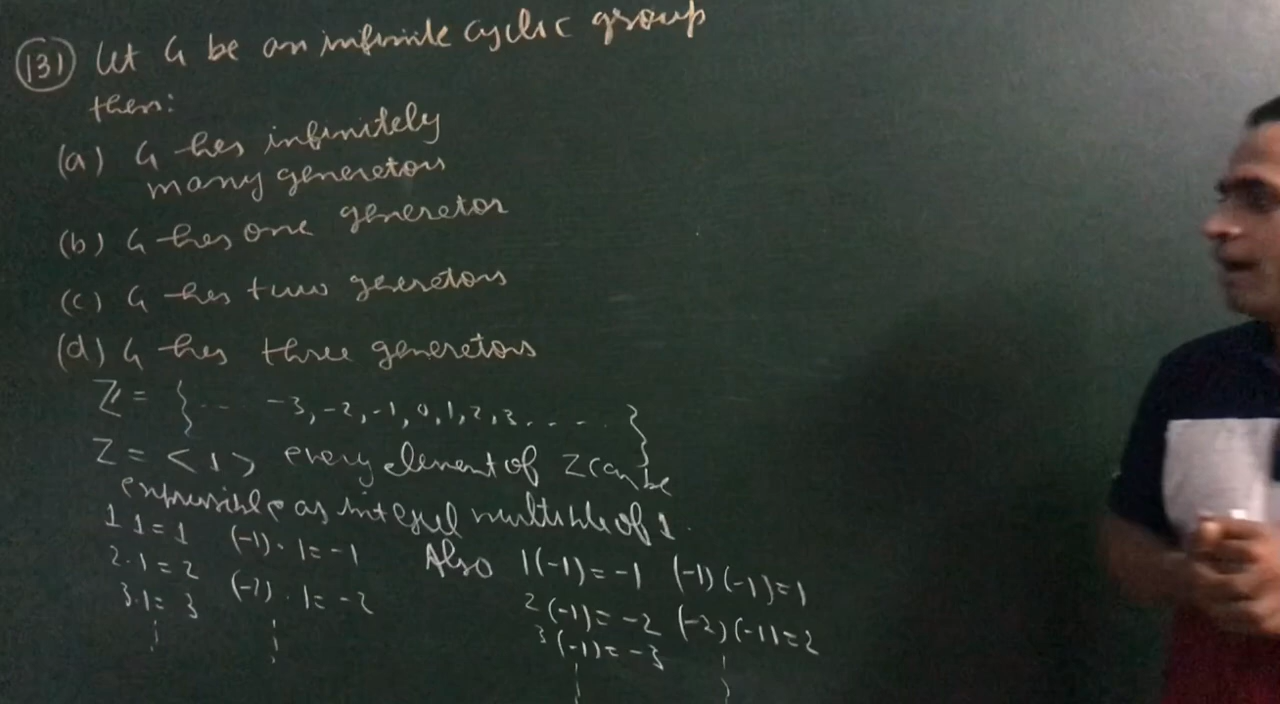 (131) Let G be an infinite cyclic group
then:
(a) G has infinitely
many generators
(b) G has one generator
(c) G has two generators
(d) G has three generators
Z = { .. -3, -2, -1, 0, 1, 2, 3 . . . . . }
Z = < 1 > every element of Z can be
expressible as integral multiple of 1.
1 1 = 1 (-1) . 1 = -1 Also 1(-1) = -1 (-1)(-1) = 1
2 . 1 = 2 (-2) . 1 = -2 2(-1) = -2 (-2)(-1) = 2
3 . 1 = 3 3(-1) = -3